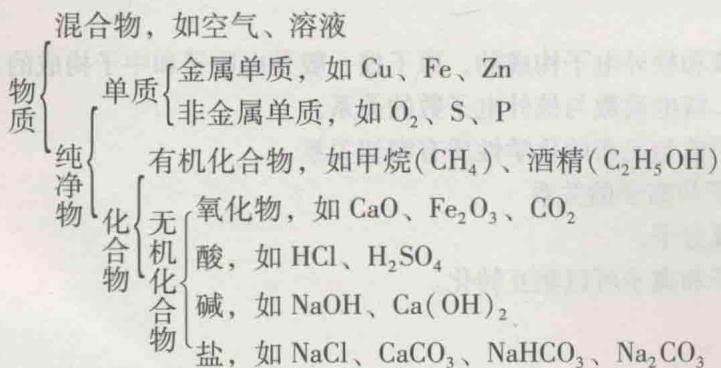 混合物，如空气、溶液
物质
金属单质，如 Cu、Fe、Zn
单质
非金属单质，如 O₂、S、P
纯净物
有机化合物，如甲烷(CH₄)、酒精(C₂H₅OH)
化合物
氧化物，如 CaO、Fe₂O₃、CO₂
无机化合物
酸，如 HCl、H₂SO₄
碱，如 NaOH、Ca(OH)₂
盐，如 NaCl、CaCO₃、NaHCO₃、Na₂CO₃